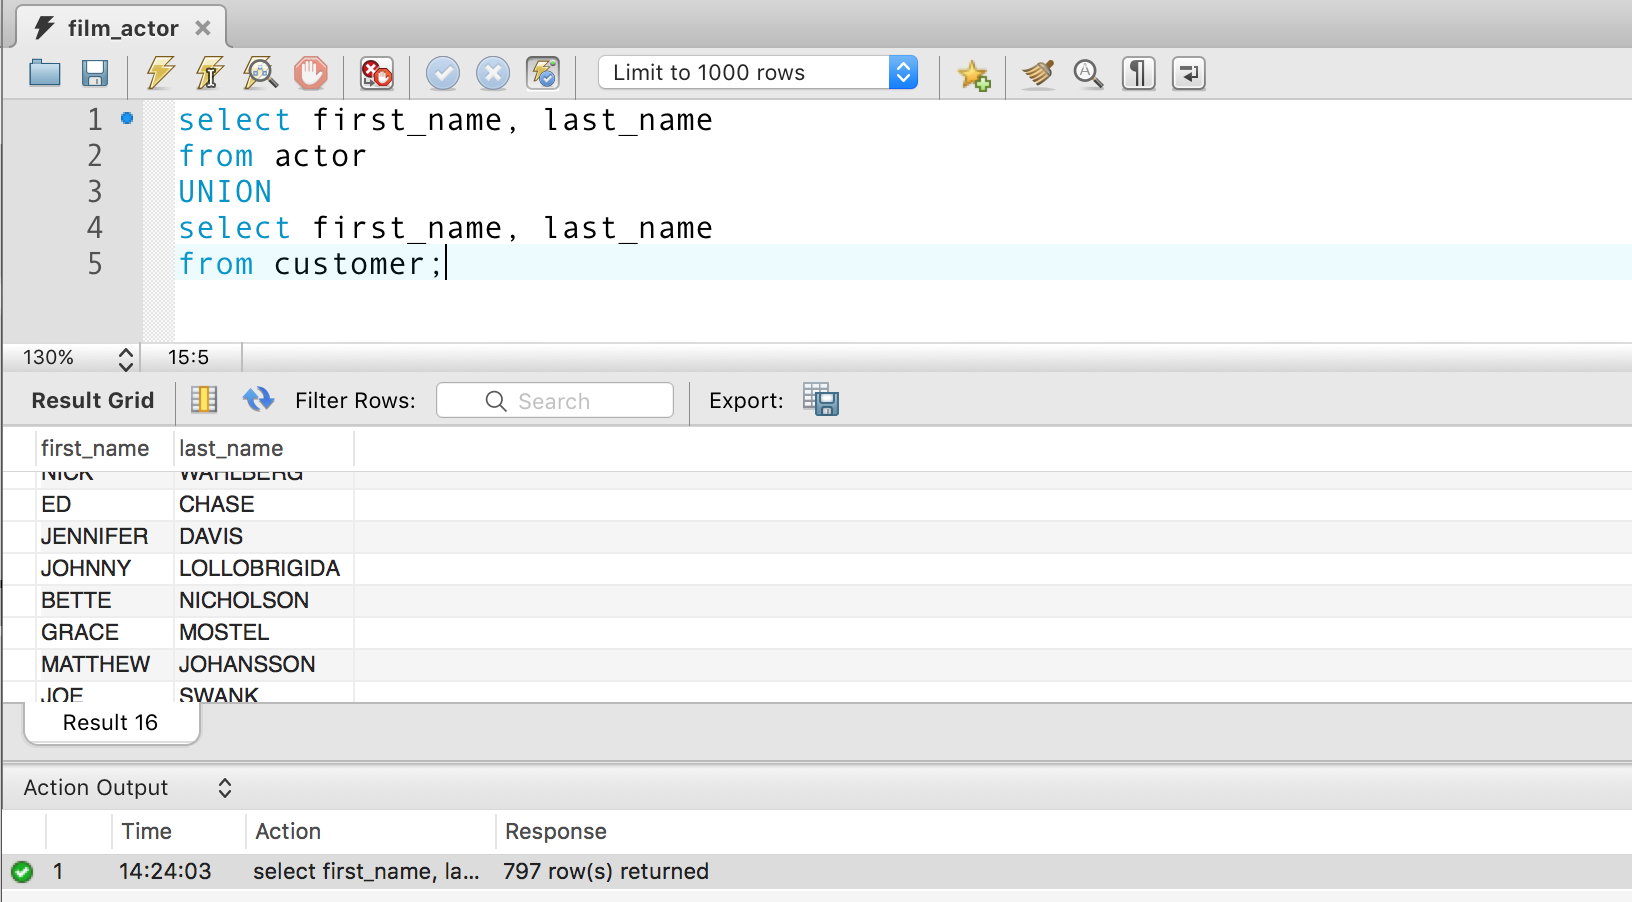 film_actor
Limit to 1000 rows
1 select first_name, last_name
2 from actor
3 UNION
4 select first_name, last_name
5 from customer;
130% 15:5
Result Grid Filter Rows: Search Export:
first_name last_name
NICK WAHLBERG
ED CHASE
JENNIFER DAVIS
JOHNNY LOLLOBRIGIDA
BETTE NICHOLSON
GRACE MOSTEL
MATTHEW JOHANSSON
JOE SWANK
Result 16
Action Output
Time Action Response
1 14:24:03 select first_name, la... 797 row(s) returned